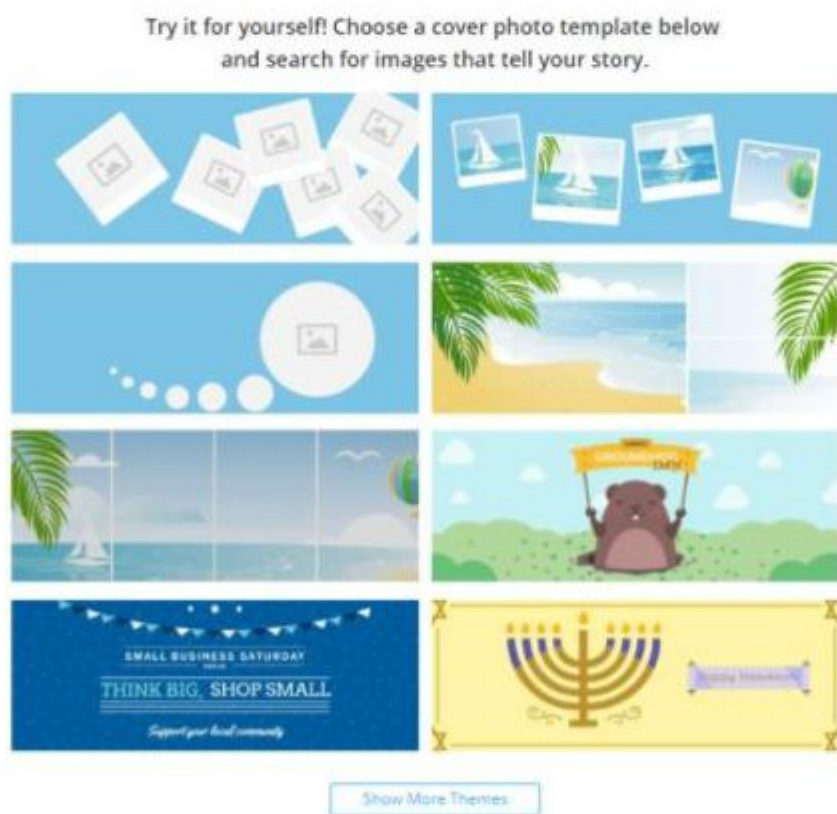 Try it for yourself! Choose a cover photo template below
and search for images that tell your story.
GROUNDHOG
DAY
SMALL BUSINESS SATURDAY
THINK BIG, SHOP SMALL
Support your local community
Happy Hanukkah
Show More Themes